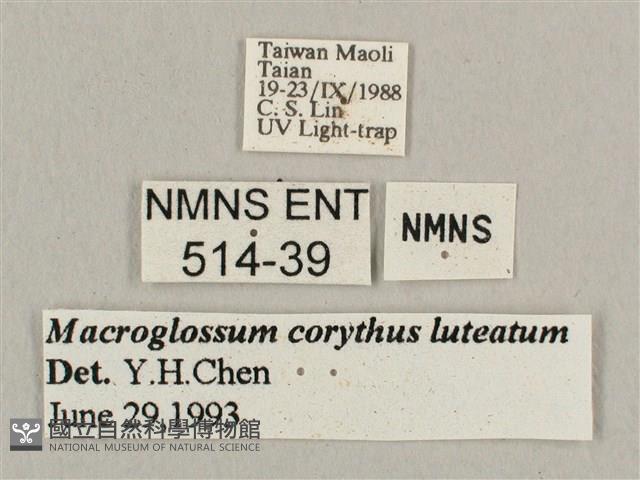 Taiwan Maoli
Taian
19-23/IX/1988
C. S. Lin
UV Light-trap
NMNS ENT
514-39
NMNS
Macroglossum corythus luteatum
Det. Y.H.Chen
June 29,1993
國立自然科學博物館
NATIONAL MUSEUM OF NATURAL SCIENCE